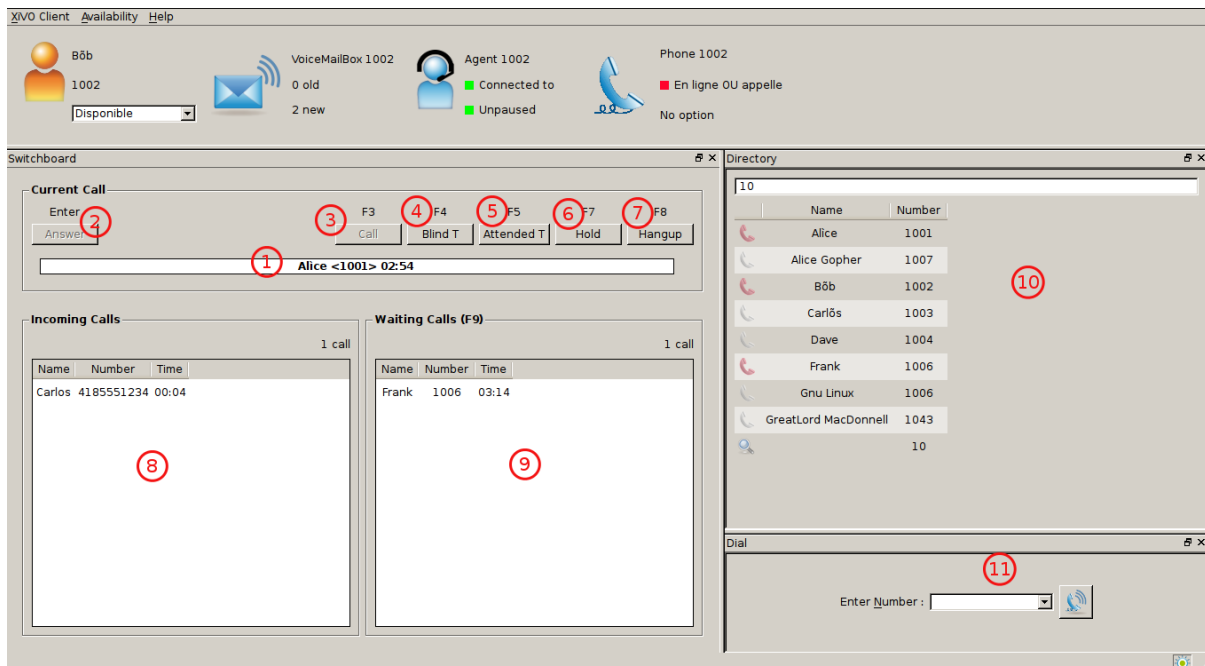 XiVO Client Availability Help
Bõb
1002
Disponible
VoiceMailBox 1002
0 old
2 new
Agent 1002
Connected to
Unpaused
Phone 1002
En ligne OU appelle
No option
Switchboard
Current Call
Enter F3 F4 F5 F7 F8
2 3 4 5 6 7
Answer Call Blind T Attended T Hold Hangup
1
Alice <1001> 02:54
Incoming Calls
1 call
Name Number Time
Carlos 4185551234 00:04
8
Waiting Calls (F9)
1 call
Name Number Time
Frank 1006 03:14
9
Directory
10
Name Number
Alice 1001
Alice Gopher 1007
Bõb 1002
Carlõs 1003
Dave 1004
Frank 1006
Gnu Linux 1006
GreatLord MacDonnell 1043
10
10
Dial
11
Enter Number :